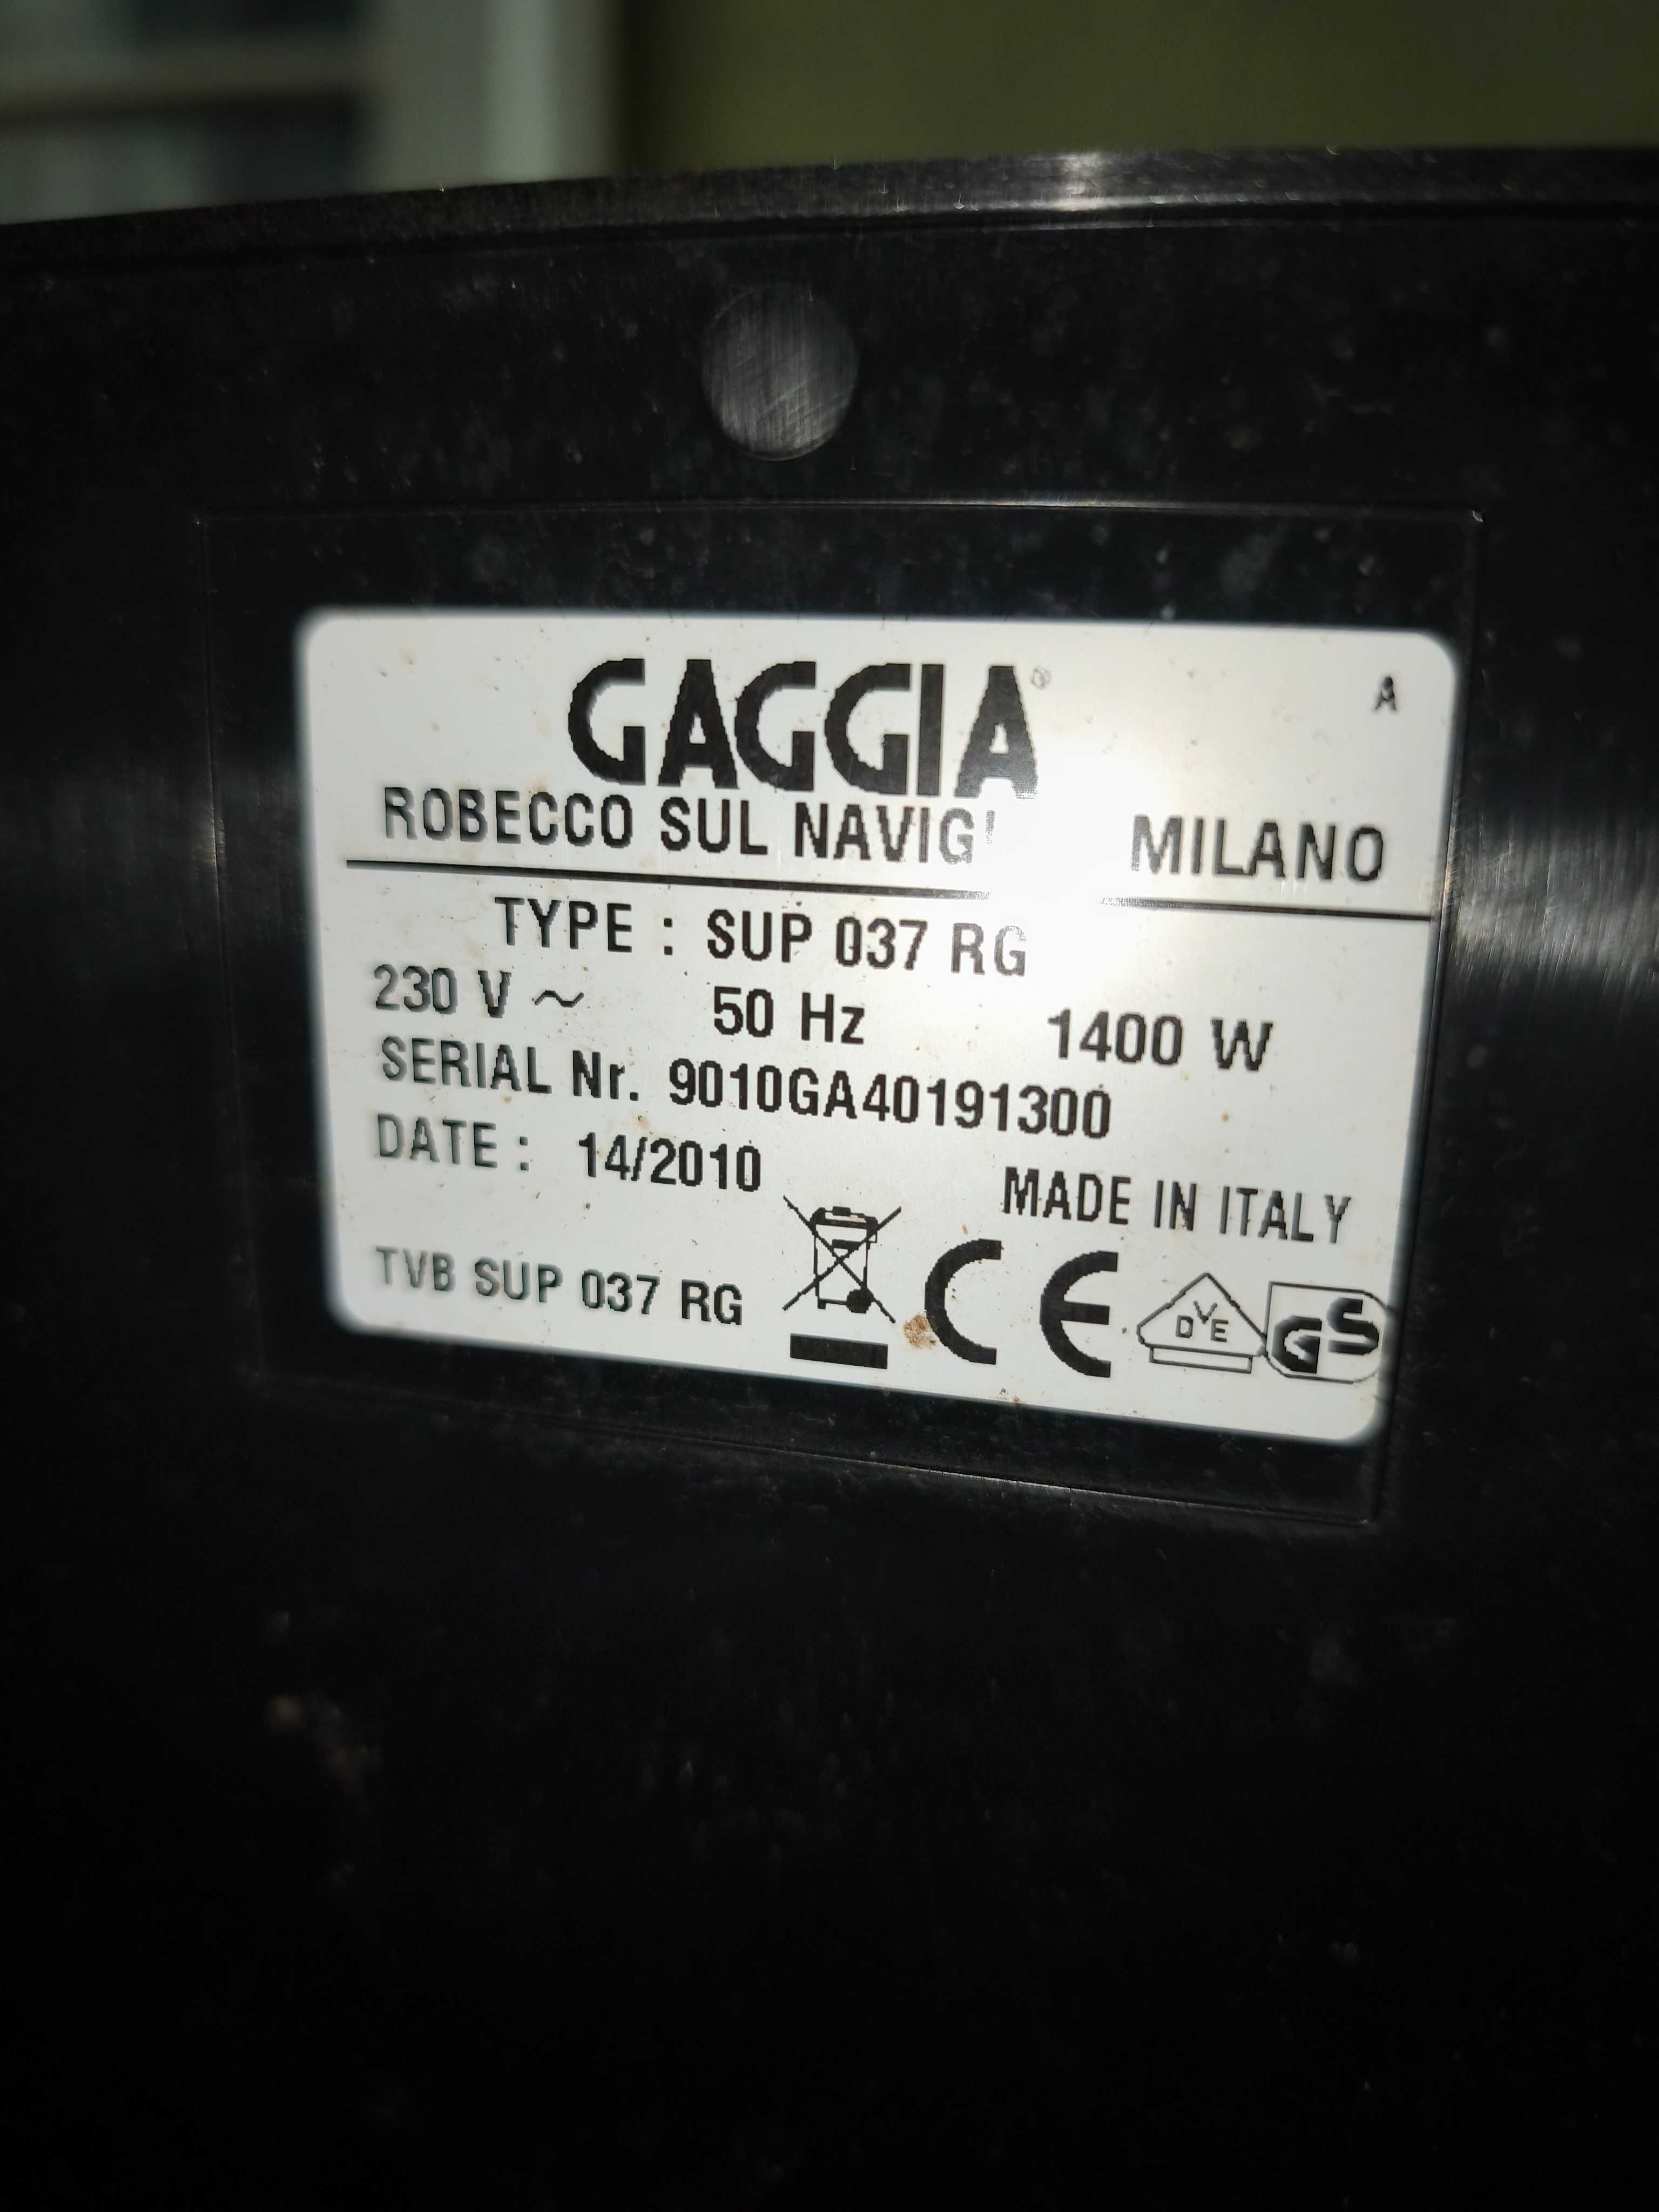 GAGGIA®
A
ROBECCO SUL MILANO
TYPE : SUP 037 RG
230 V ~ 50 Hz 1400 W
SERIAL Nr. 9010GA40191300
DATE : 14/2010
MADE IN ITALY
TVB SUP 037 RG
CE
DVE
GS